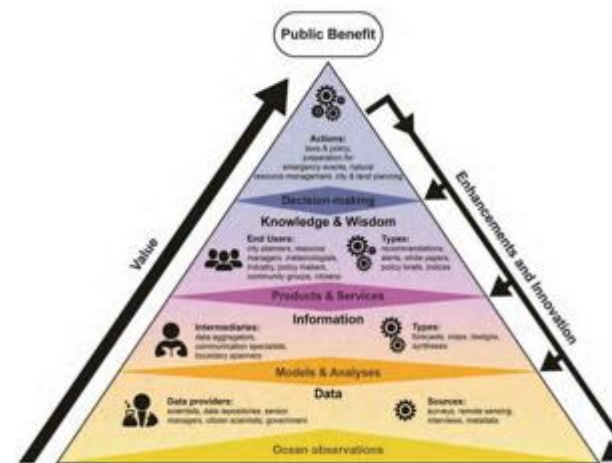 Public Benefit
Actions:
laws & policy,
preparation for
emergency events, natural
resource management, city & land planning
Decision-making
Knowledge & Wisdom
End Users:
city planners, resource
managers, meteorologists,
industry, policy makers,
community groups, citizens
Types:
recommendations,
alerts, white papers,
policy briefs, indices
Products & Services
Information
Intermediaries:
data aggregators,
communication specialists,
boundary spanners
Types:
forecasts, maps, designs,
syntheses
Models & Analyses
Data
Data providers:
scientists, data repositories, sensor
managers, citizen scientists, government
Sources:
surveys, remote sensing,
interviews, metadata
Ocean observations
Value
Enhancements and Innovation